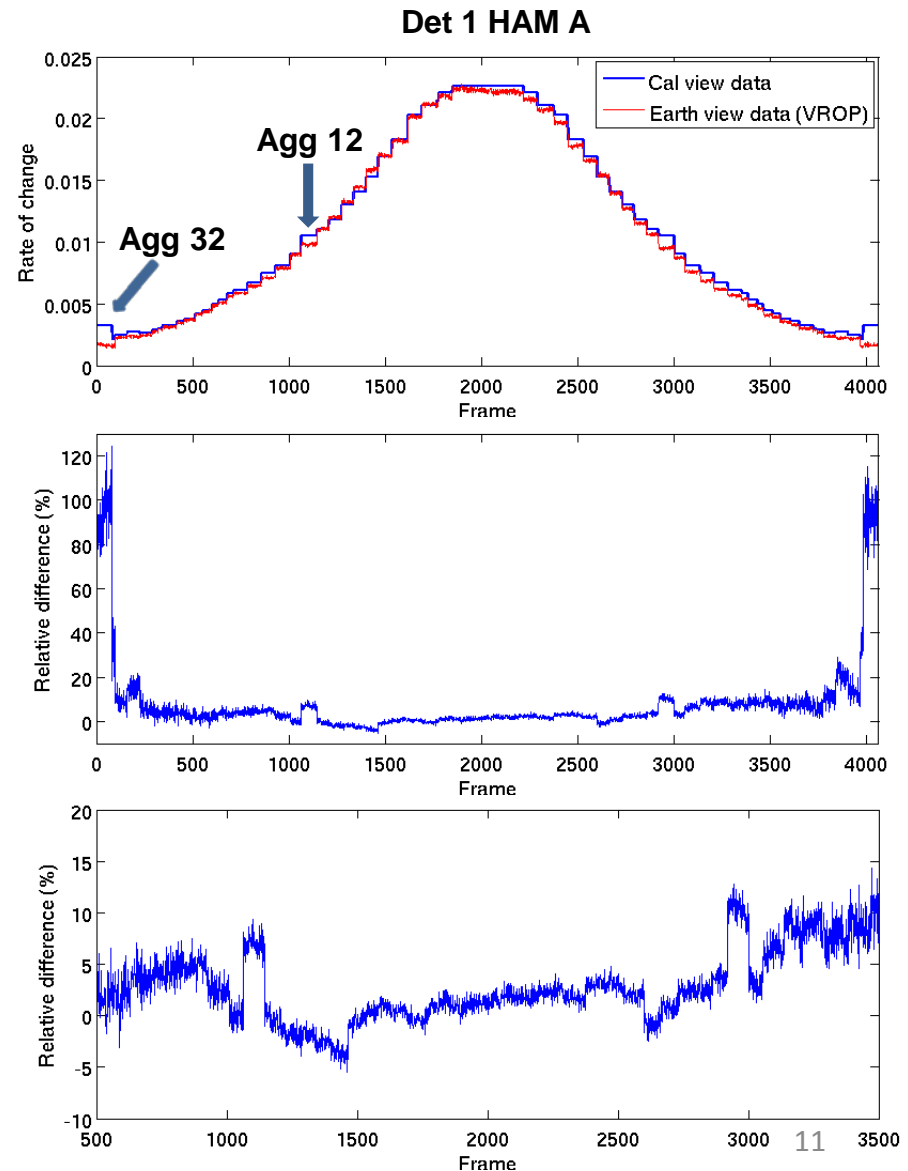 Det 1 HAM A
0.025
0.02
0.015
0.01
0.005
0
Rate of change
Cal view data
Earth view data (VROP)
Agg 12
Agg 32
0 500 1000 1500 2000 2500 3000 3500 4000
Frame
120
100
80
60
40
20
0
Relative difference (%)
0 500 1000 1500 2000 2500 3000 3500 4000
Frame
20
15
10
5
0
-5
-10
Relative difference (%)
500 1000 1500 2000 2500 3000 3500
Frame
11